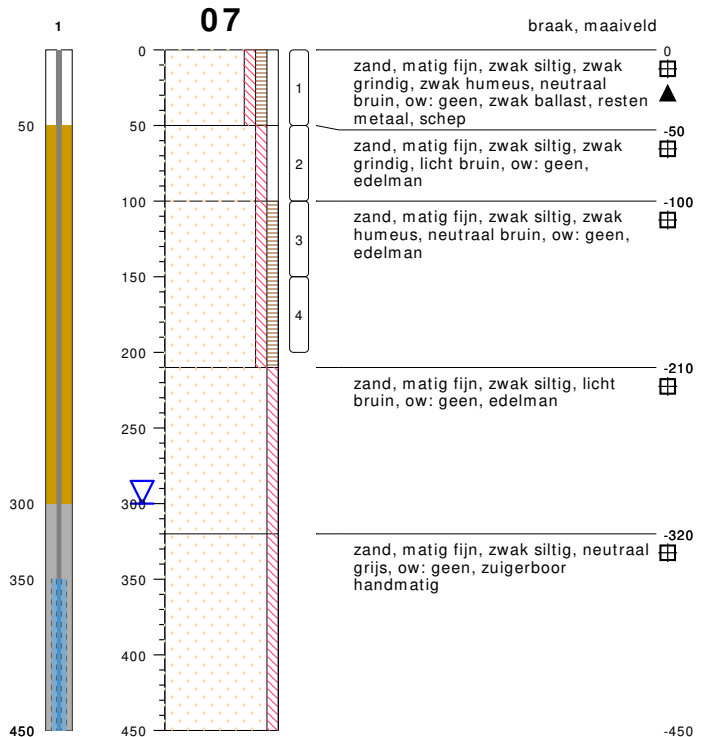 1
07
braak, maaiveld
50
300
350
450
0
50
100
150
200
250
300
350
400
450
1
2
3
4
0
zand, matig fijn, zwak siltig, zwak
grindig, zwak humeus, neutraal
bruin, ow: geen, zwak ballast, resten
metaal, schep
-50
zand, matig fijn, zwak siltig, zwak
grindig, licht bruin, ow: geen,
edelman
-100
zand, matig fijn, zwak siltig, zwak
humeus, neutraal bruin, ow: geen,
edelman
-210
zand, matig fijn, zwak siltig, licht
bruin, ow: geen, edelman
-320
zand, matig fijn, zwak siltig, neutraal
grijs, ow: geen, zuigerboor
handmatig
-450